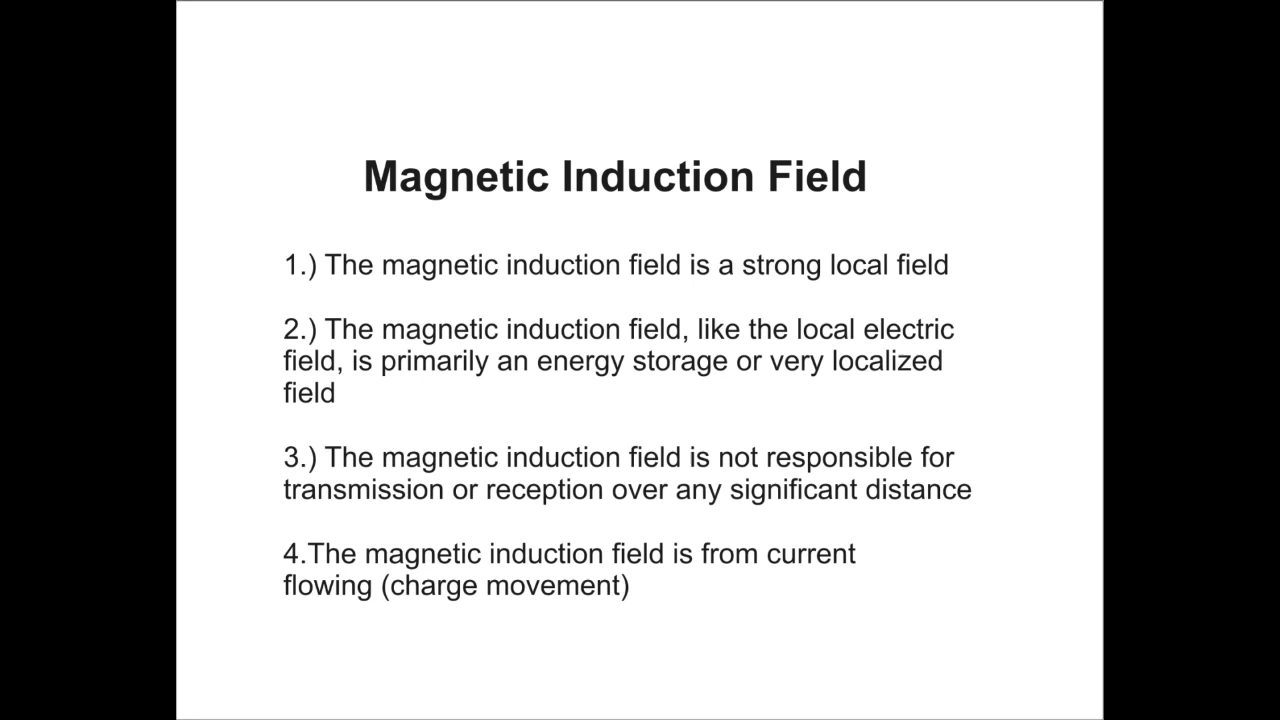 Magnetic Induction Field
1.) The magnetic induction field is a strong local field
2.) The magnetic induction field, like the local electric
field, is primarily an energy storage or very localized
field
3.) The magnetic induction field is not responsible for
transmission or reception over any significant distance
4.The magnetic induction field is from current
flowing (charge movement)